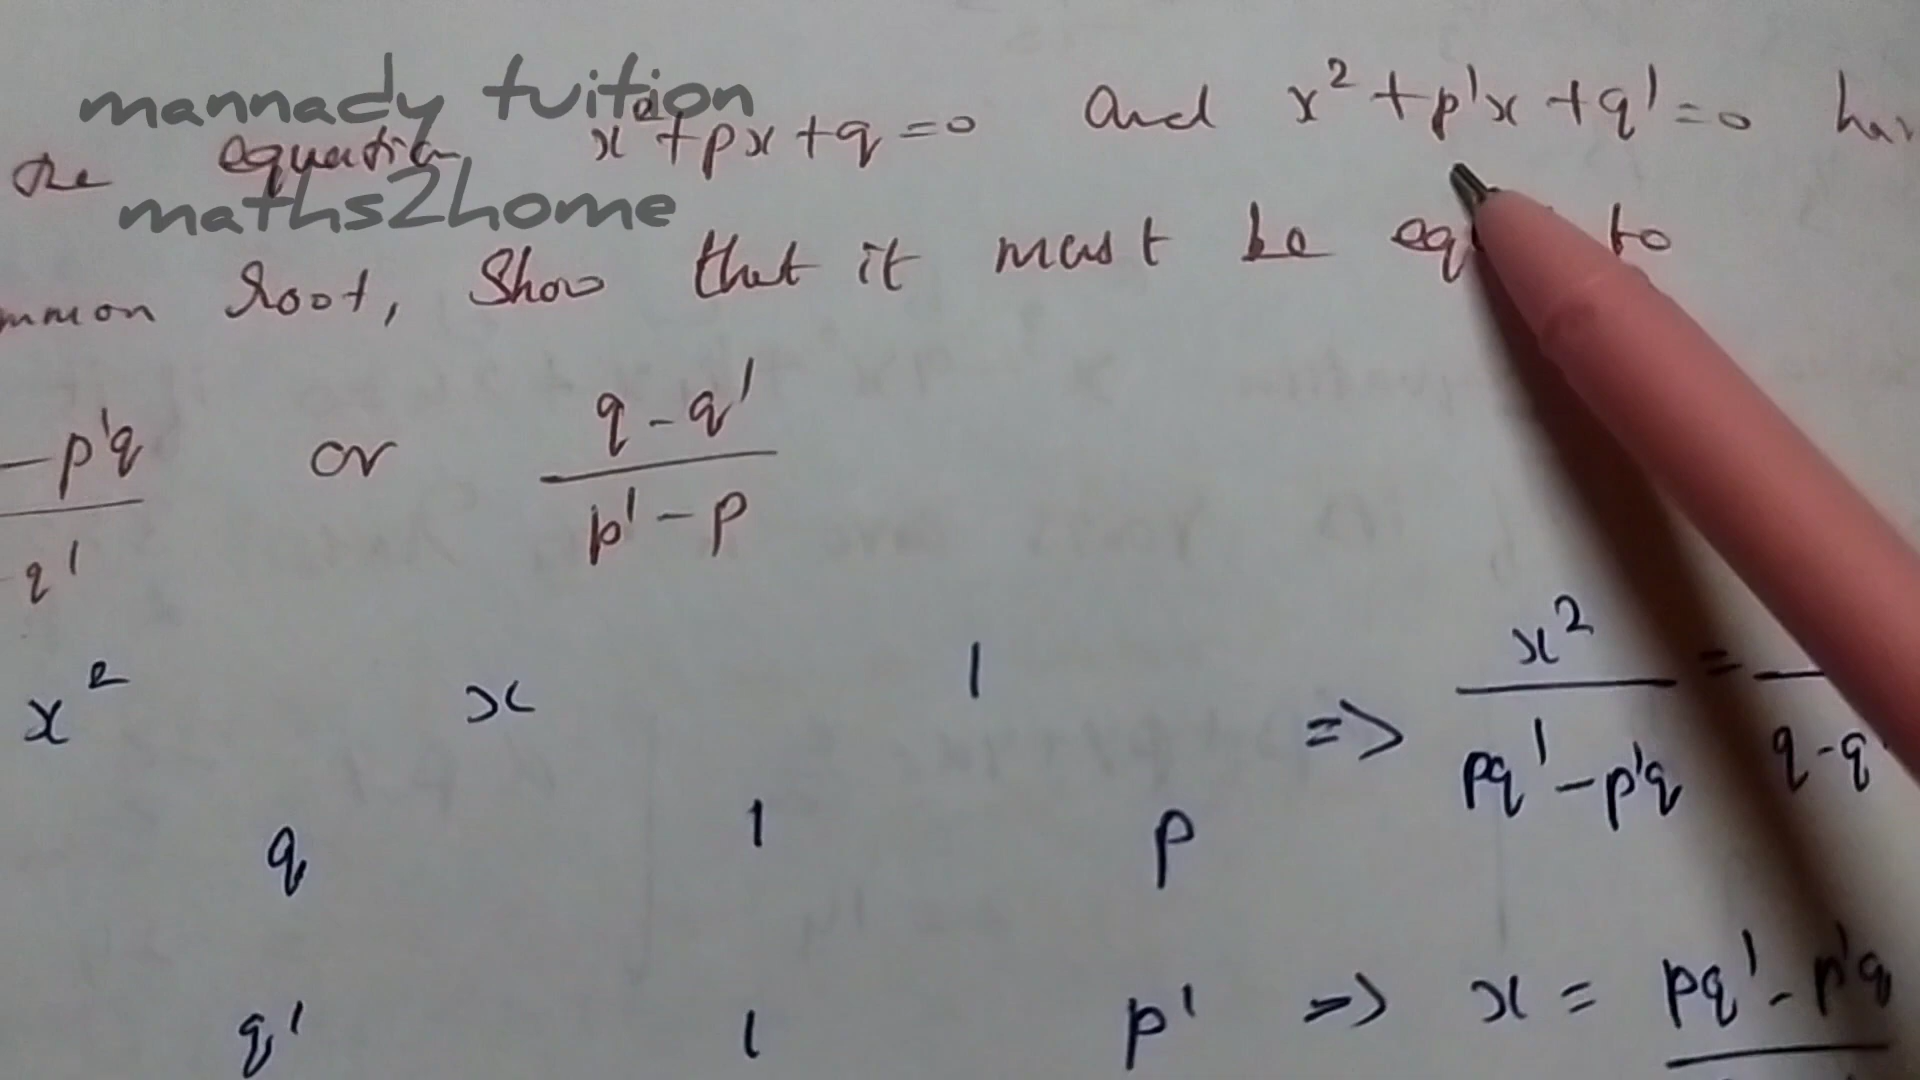 mannady tuition
maths2home
the equation x²+px+q=0 and x²+p'x+q'=0 hav
mmon root, Show that it must be eq to
-p'q or q-q'
q' p'-p
x² x 1 => x² =
pq'-p'q q-q'
q 1 p
q' 1 p' => x = pq'-p'q